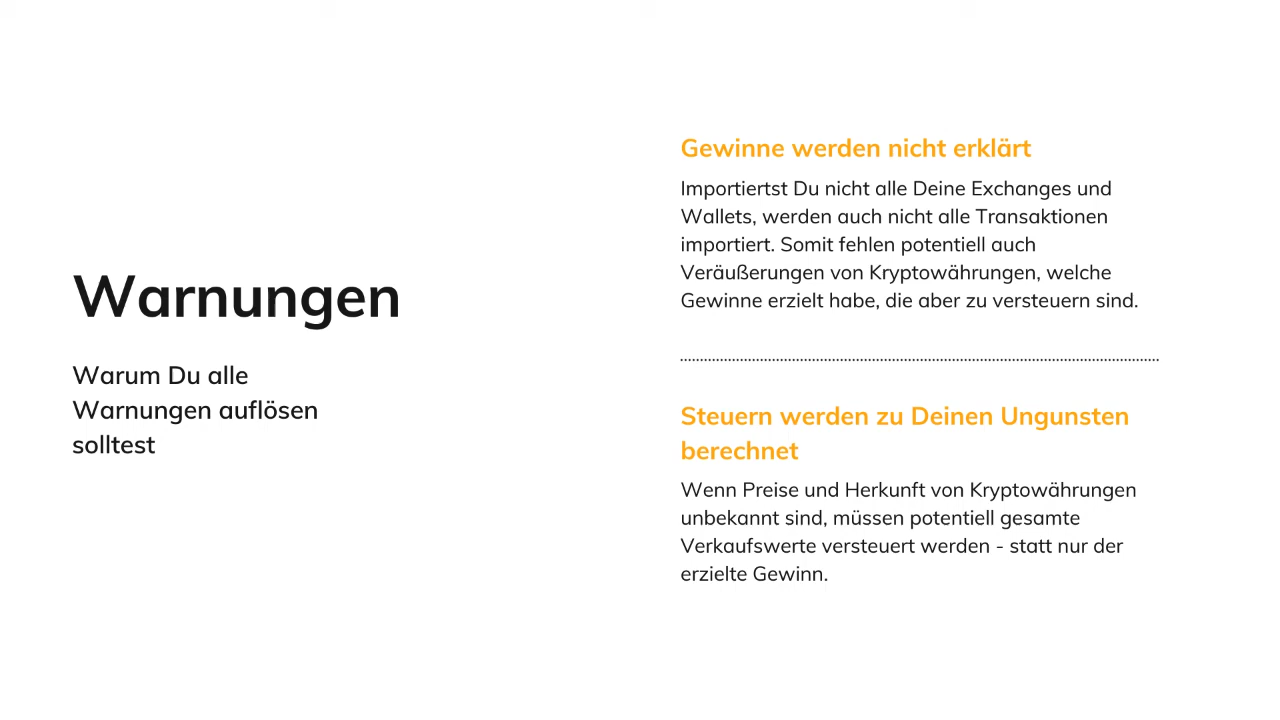 Warnungen
Warum Du alle
Warnungen auflösen
solltest
Gewinne werden nicht erklärt
Importiertst Du nicht alle Deine Exchanges und
Wallets, werden auch nicht alle Transaktionen
importiert. Somit fehlen potentiell auch
Veräußerungen von Kryptowährungen, welche
Gewinne erzielt habe, die aber zu versteuern sind.
Steuern werden zu Deinen Ungunsten
berechnet
Wenn Preise und Herkunft von Kryptowährungen
unbekannt sind, müssen potentiell gesamte
Verkaufswerte versteuert werden - statt nur der
erzielte Gewinn.